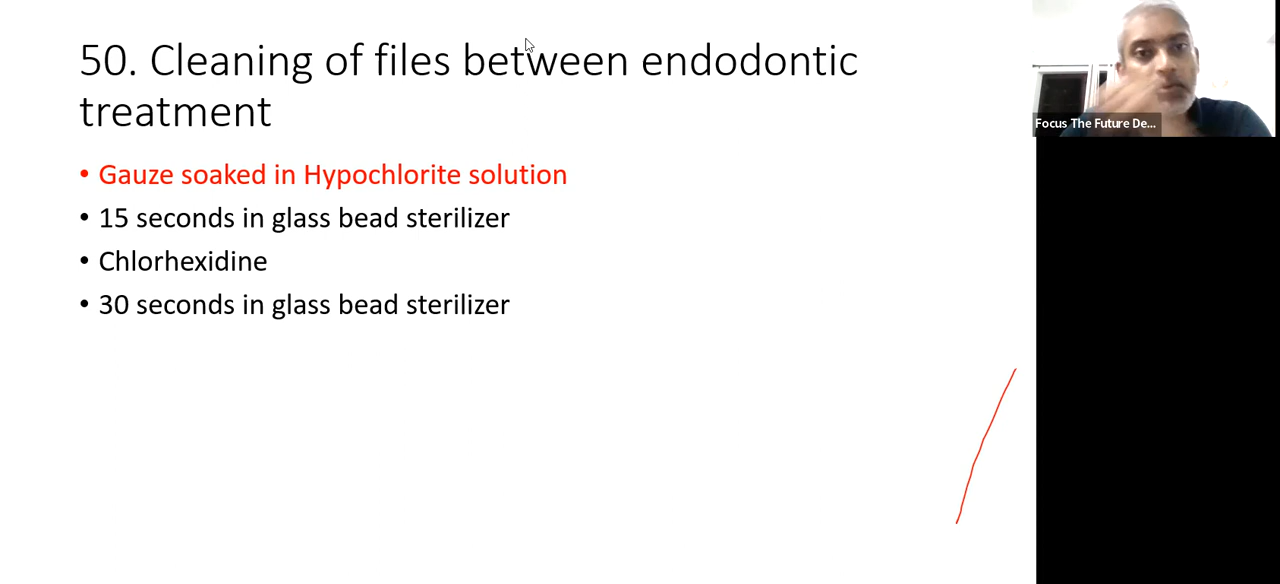 50. Cleaning of files between endodontic
treatment
• Gauze soaked in Hypochlorite solution
• 15 seconds in glass bead sterilizer
• Chlorhexidine
• 30 seconds in glass bead sterilizer
Focus The Future De...